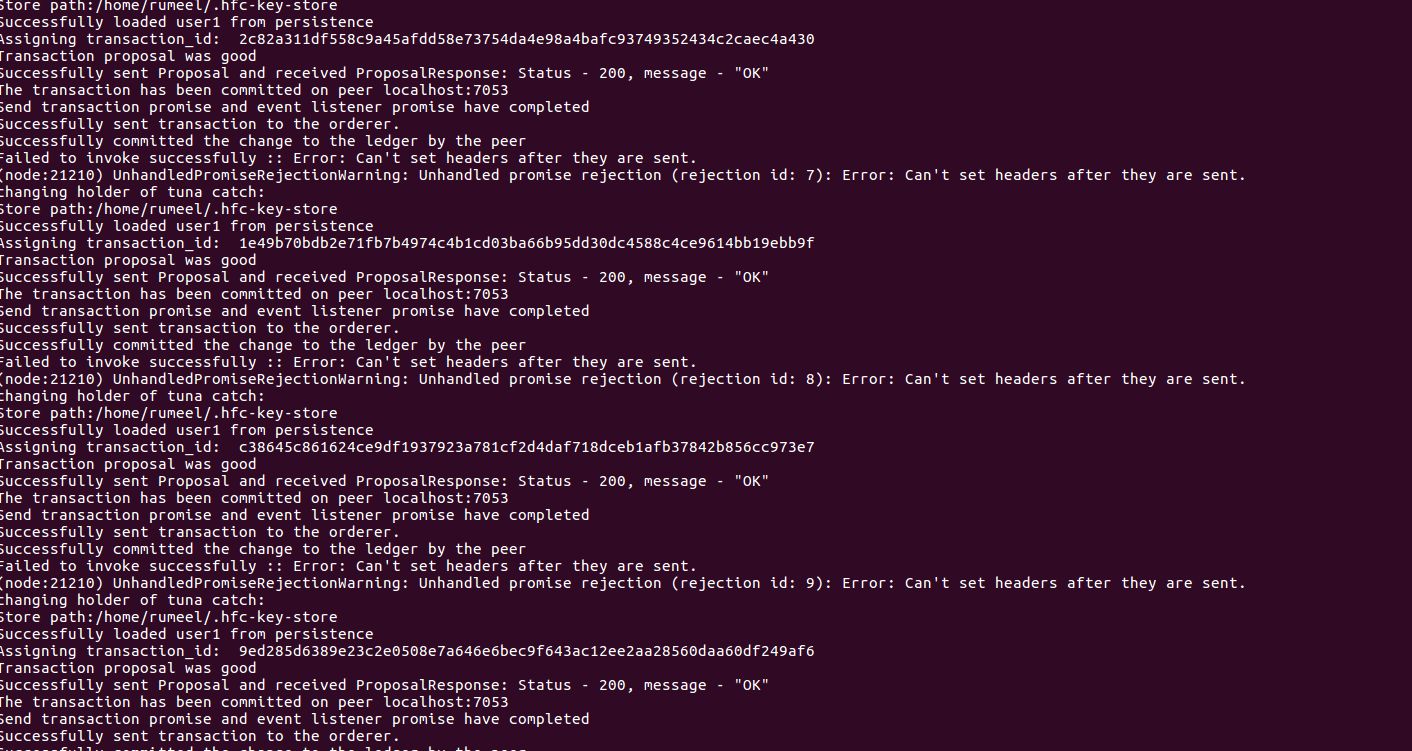 Store path:/home/rumeel/.hfc-key-store
Successfully loaded user1 from persistence
Assigning transaction_id:  2c82a311df558c9a45afdd58e73754da4e98a4bafc93749352434c2caec4a430
Transaction proposal was good
Successfully sent Proposal and received ProposalResponse: Status - 200, message - "OK"
The transaction has been committed on peer localhost:7053
Send transaction promise and event listener promise have completed
Successfully sent transaction to the orderer.
Successfully committed the change to the ledger by the peer
Failed to invoke successfully :: Error: Can't set headers after they are sent.
(node:21210) UnhandledPromiseRejectionWarning: Unhandled promise rejection (rejection id: 7): Error: Can't set headers after they are sent.
changing holder of tuna catch:
Store path:/home/rumeel/.hfc-key-store
Successfully loaded user1 from persistence
Assigning transaction_id:  1e49b70bdb2e71fb7b4974c4b1cd03ba66b95dd30dc4588c4ce9614bb19ebb9f
Transaction proposal was good
Successfully sent Proposal and received ProposalResponse: Status - 200, message - "OK"
The transaction has been committed on peer localhost:7053
Send transaction promise and event listener promise have completed
Successfully sent transaction to the orderer.
Successfully committed the change to the ledger by the peer
Failed to invoke successfully :: Error: Can't set headers after they are sent.
(node:21210) UnhandledPromiseRejectionWarning: Unhandled promise rejection (rejection id: 8): Error: Can't set headers after they are sent.
changing holder of tuna catch:
Store path:/home/rumeel/.hfc-key-store
Successfully loaded user1 from persistence
Assigning transaction_id:  c38645c861624ce9df1937923a781cf2d4daf718dceb1afb37842b856cc973e7
Transaction proposal was good
Successfully sent Proposal and received ProposalResponse: Status - 200, message - "OK"
The transaction has been committed on peer localhost:7053
Send transaction promise and event listener promise have completed
Successfully sent transaction to the orderer.
Successfully committed the change to the ledger by the peer
Failed to invoke successfully :: Error: Can't set headers after they are sent.
(node:21210) UnhandledPromiseRejectionWarning: Unhandled promise rejection (rejection id: 9): Error: Can't set headers after they are sent.
changing holder of tuna catch:
Store path:/home/rumeel/.hfc-key-store
Successfully loaded user1 from persistence
Assigning transaction_id:  9ed285d6389e23c2e0508e7a646e6bec9f643ac12ee2aa28560daa60df249af6
Transaction proposal was good
Successfully sent Proposal and received ProposalResponse: Status - 200, message - "OK"
The transaction has been committed on peer localhost:7053
Send transaction promise and event listener promise have completed
Successfully sent transaction to the orderer.
Successfully committed the change to the ledger by the peer